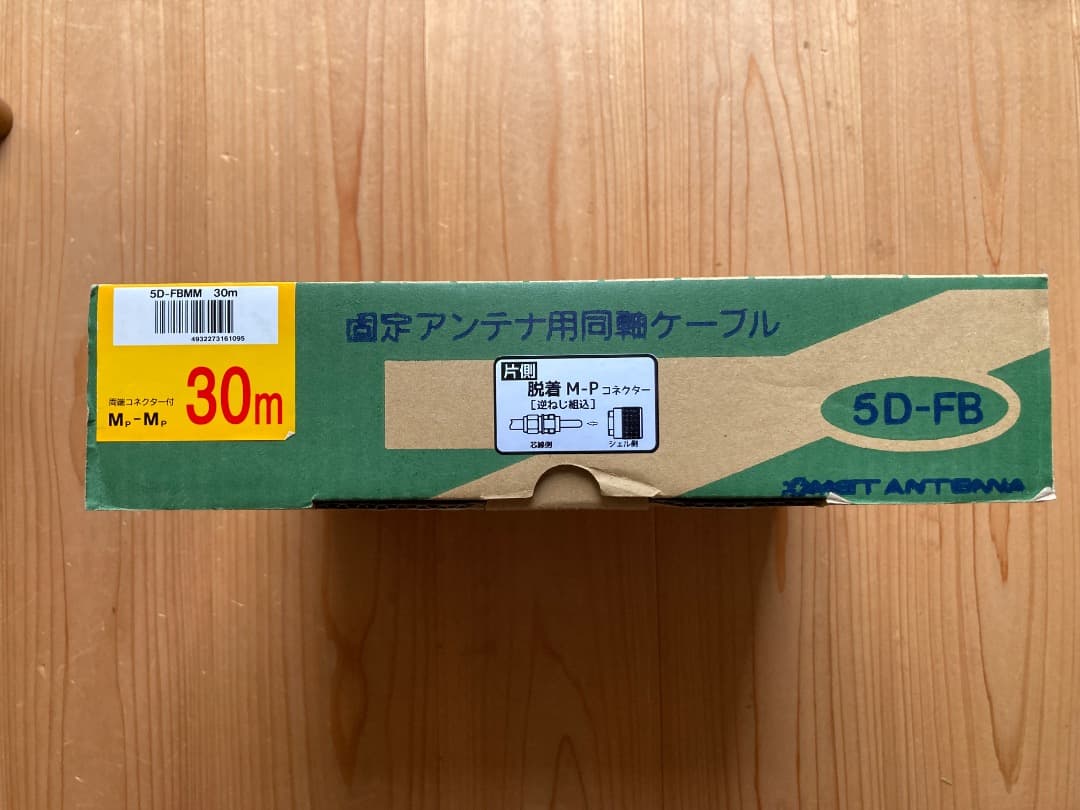 5D-FBMM 30m
4932273161095
両端コネクター付
MP-MP
30m
固定アンテナ用同軸ケーブル
片側
脱着 M-P コネクター
[逆ねじ組込]
芯線側
シェル側
5D-FB
ANTENNA